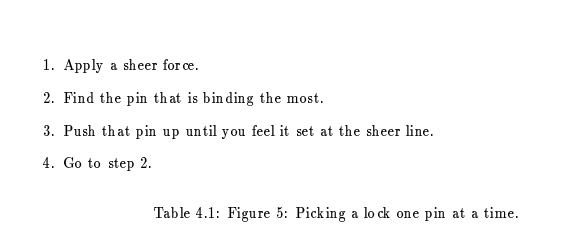 1. Apply a sheer force.
2. Find the pin that is binding the most.
3. Push that pin up until you feel it set at the sheer line.
4. Go to step 2.
Table 4.1: Figure 5: Picking a lock one pin at a time.